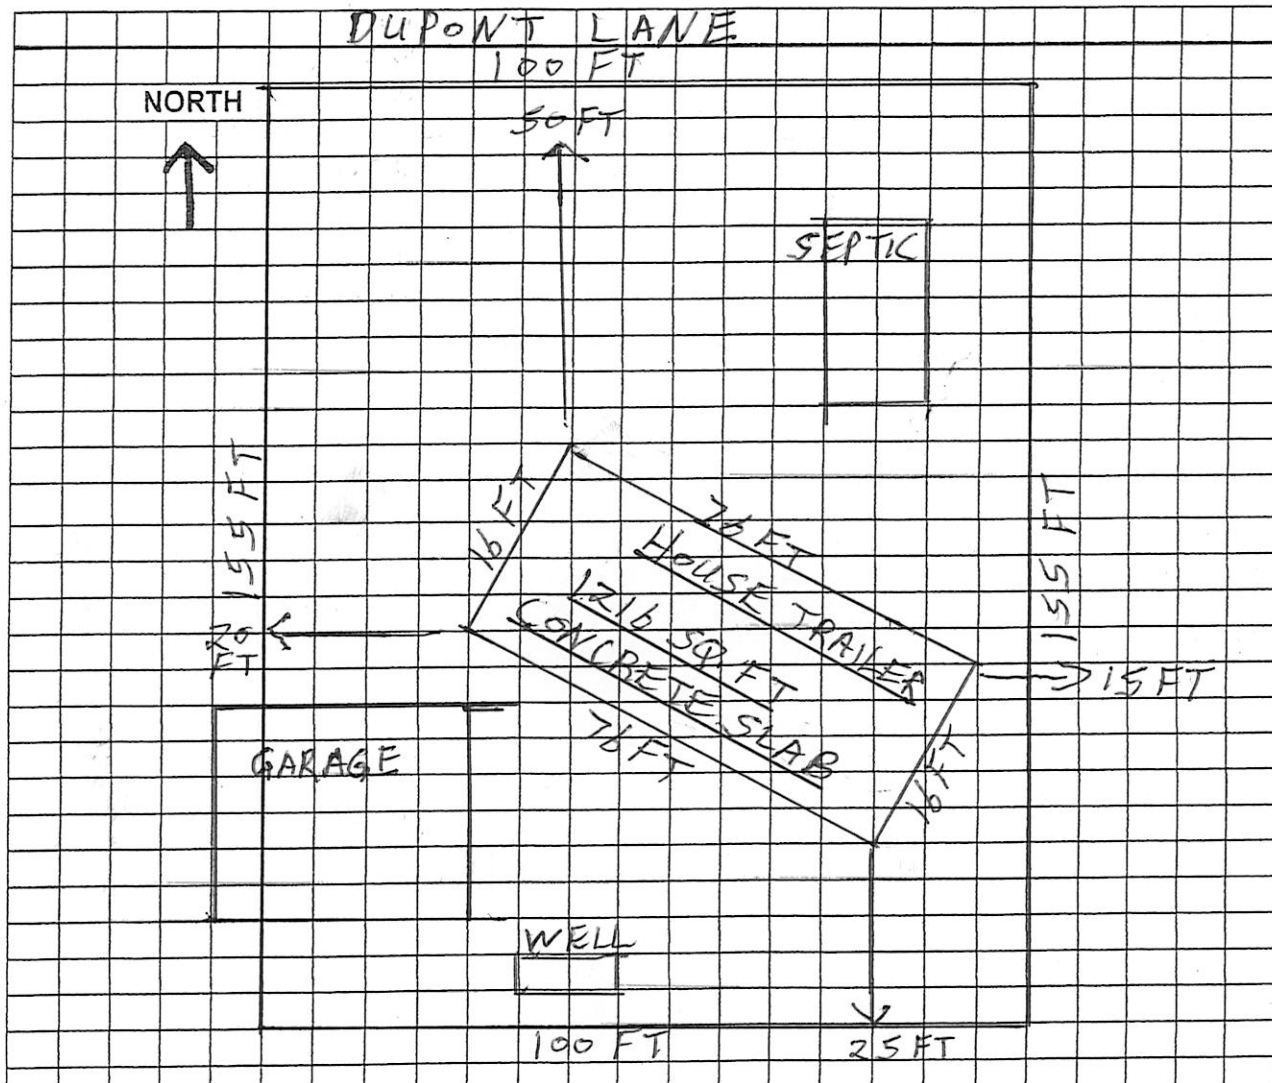 DUPONT LANE
100 FT
NORTH
50 FT
SEPTIC
155 FT
155 FT
16 FT
76 FT
HOUSE TRAILER
1216 SQ. FT
CONCRETE SLAB
76 FT
16 FT
20
FT
15 FT
GARAGE
WELL
100 FT
25 FT